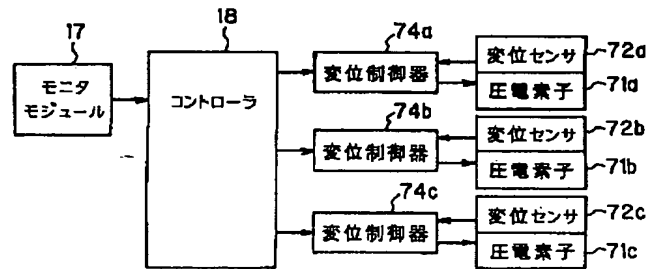 17
モニタ
モジュール
18
コントローラ
74a
変位制御器
変位センサ
72a
圧電素子
71a
74b
変位制御器
変位センサ
72b
圧電素子
71b
74c
変位制御器
変位センサ
72c
圧電素子
71c